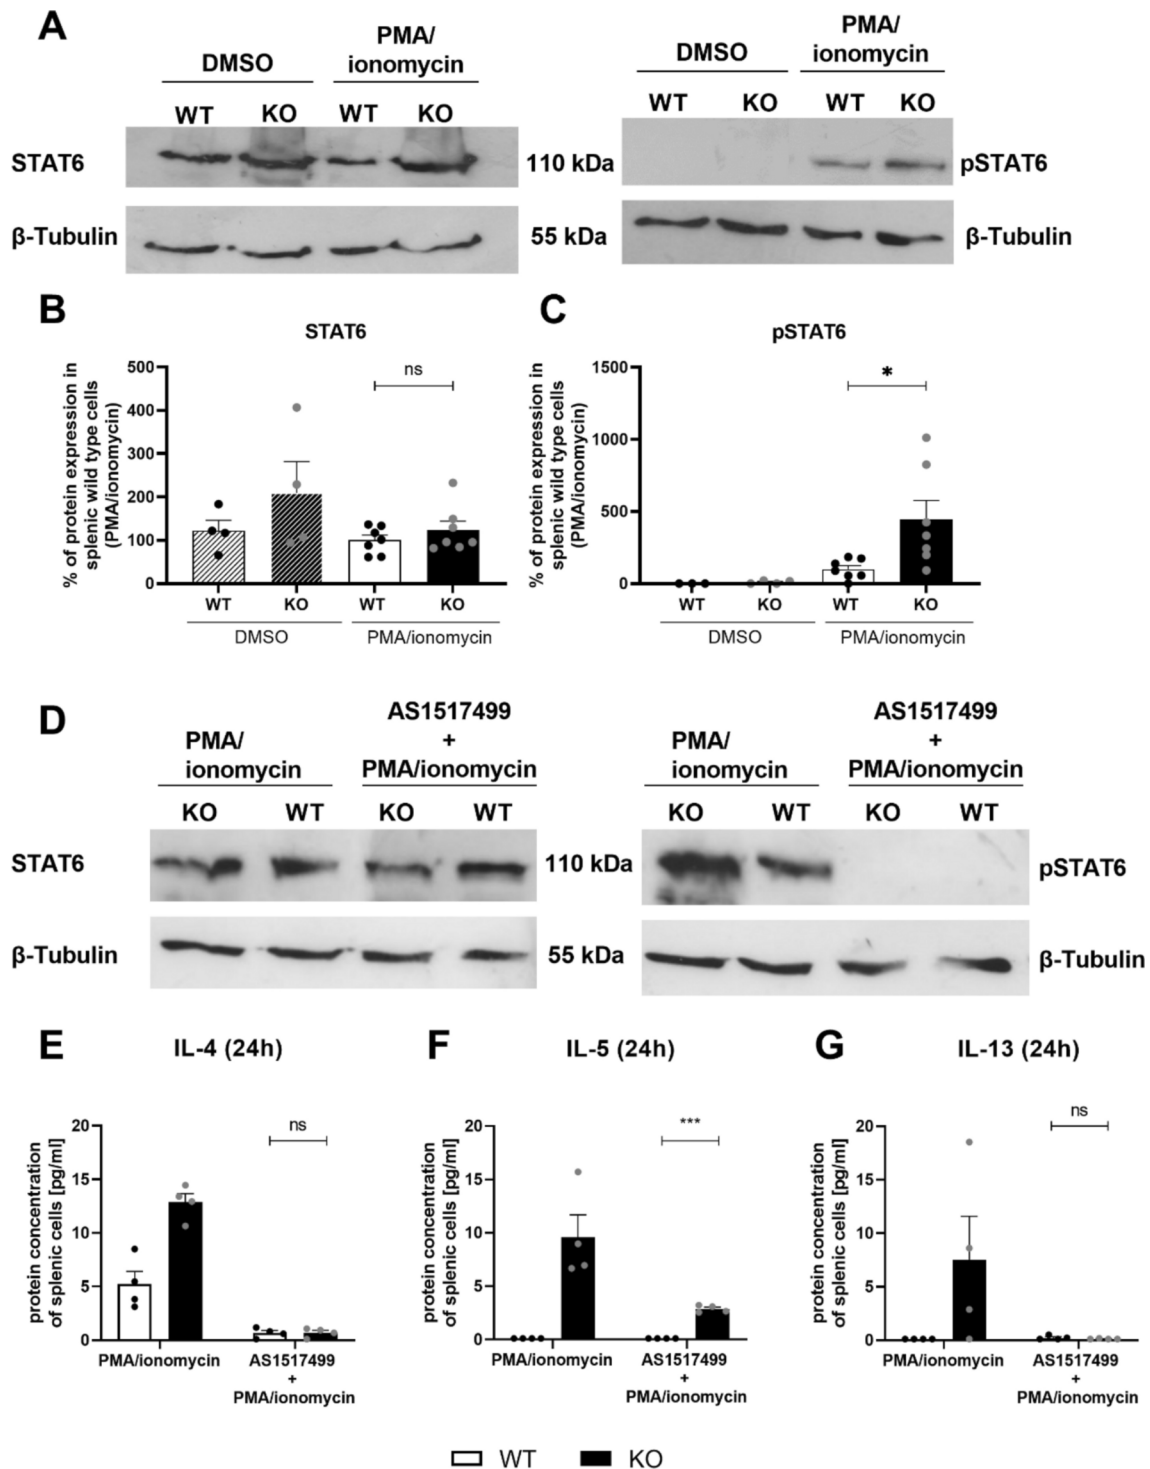 A
DMSO
PMA/
ionomycin
WT KO WT KO
STAT6
110 kDa
β-Tubulin
55 kDa
DMSO
PMA/
ionomycin
WT KO WT KO
pSTAT6
β-Tubulin
B
STAT6
% of protein expression in
splenic wild type cells
(PMA/ionomycin)
500
400
300
200
100
0
ns
WT KO WT KO
DMSO PMA/ionomycin
C
pSTAT6
% of protein expression in
splenic wild type cells
(PMA/ionomycin)
1500
1000
500
0
*
WT KO WT KO
DMSO PMA/ionomycin
D
PMA/
ionomycin
AS1517499
+
PMA/ionomycin
KO WT KO WT
STAT6
110 kDa
β-Tubulin
55 kDa
PMA/
ionomycin
AS1517499
+
PMA/ionomycin
KO WT KO WT
pSTAT6
β-Tubulin
E
IL-4 (24h)
protein concentration
of splenic cells [pg/ml]
20
15
10
5
0
ns
PMA/ionomycin
AS1517499
+
PMA/ionomycin
F
IL-5 (24h)
protein concentration
of splenic cells [pg/ml]
20
15
10
5
0
***
PMA/ionomycin
AS1517499
+
PMA/ionomycin
G
IL-13 (24h)
protein concentration
of splenic cells [pg/ml]
20
15
10
5
0
ns
PMA/ionomycin
AS1517499
+
PMA/ionomycin
WT KO